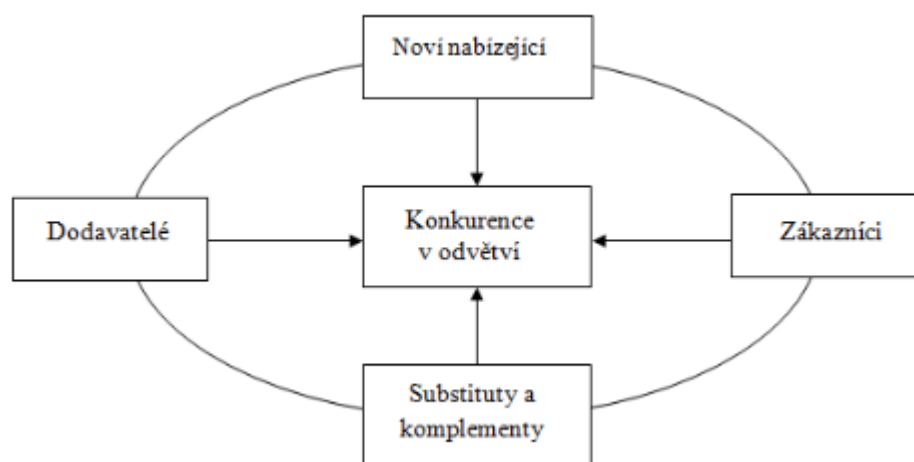 Noví nabízející
Dodavatelé
Konkurence
v odvětví
Zákazníci
Substituty a
komplementy